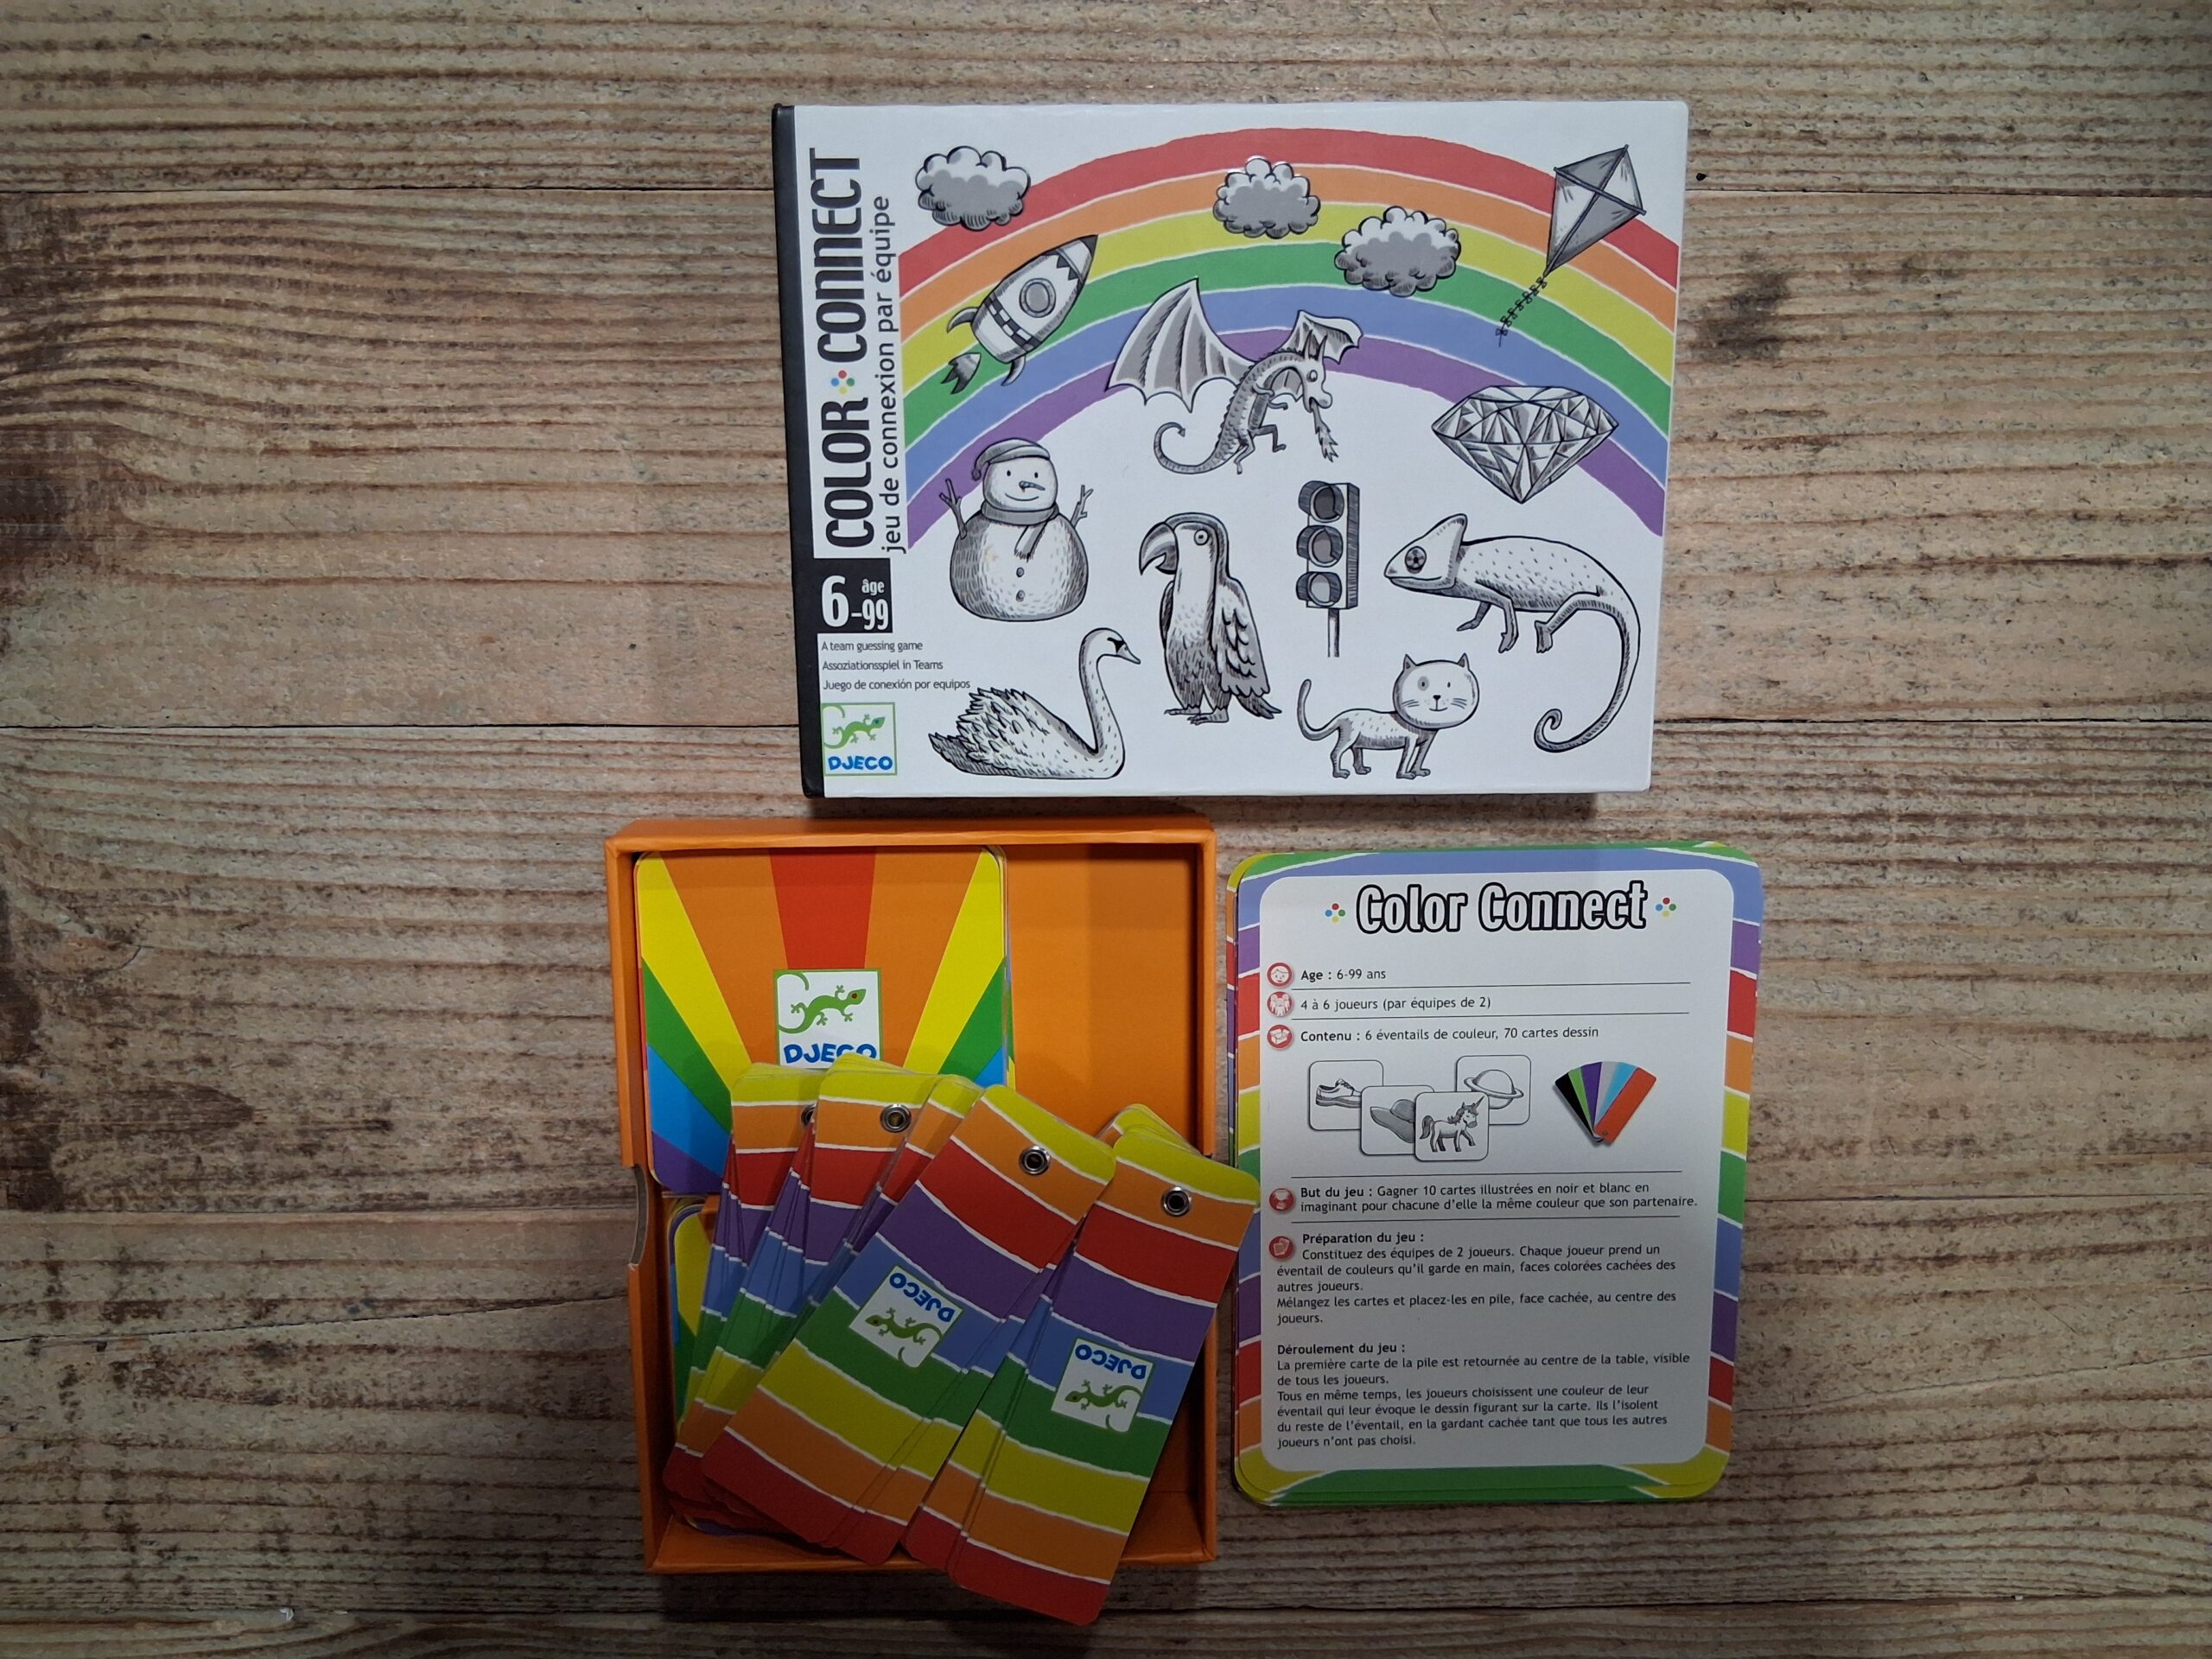 COLOR CONNECT
jeu de connexion par équipe
6-99
âge
A team guessing game
Assoziationsspiel in Teams
Juego de conexión por equipos
DJECO
DJECO
DJECO
DJECO
Color Connect
Age : 6-99 ans
4 à 6 joueurs (par équipes de 2)
Contenu : 6 éventails de couleur, 70 cartes dessin
But du jeu : Gagner 10 cartes illustrées en noir et blanc en
imaginant pour chacune d'elle la même couleur que son partenaire.
Préparation du jeu :
Constituez des équipes de 2 joueurs. Chaque joueur prend un
éventail de couleurs qu'il garde en main, faces colorées cachées des
autres joueurs.
Mélangez les cartes et placez-les en pile, face cachée, au centre des
joueurs.
Déroulement du jeu :
La première carte de la pile est retournée au centre de la table, visible
de tous les joueurs.
Tous en même temps, les joueurs choisissent une couleur de leur
éventail qui leur évoque le dessin figurant sur la carte. Ils l'isolent
du reste de l'éventail, en la gardant cachée tant que tous les autres
joueurs n'ont pas choisi.